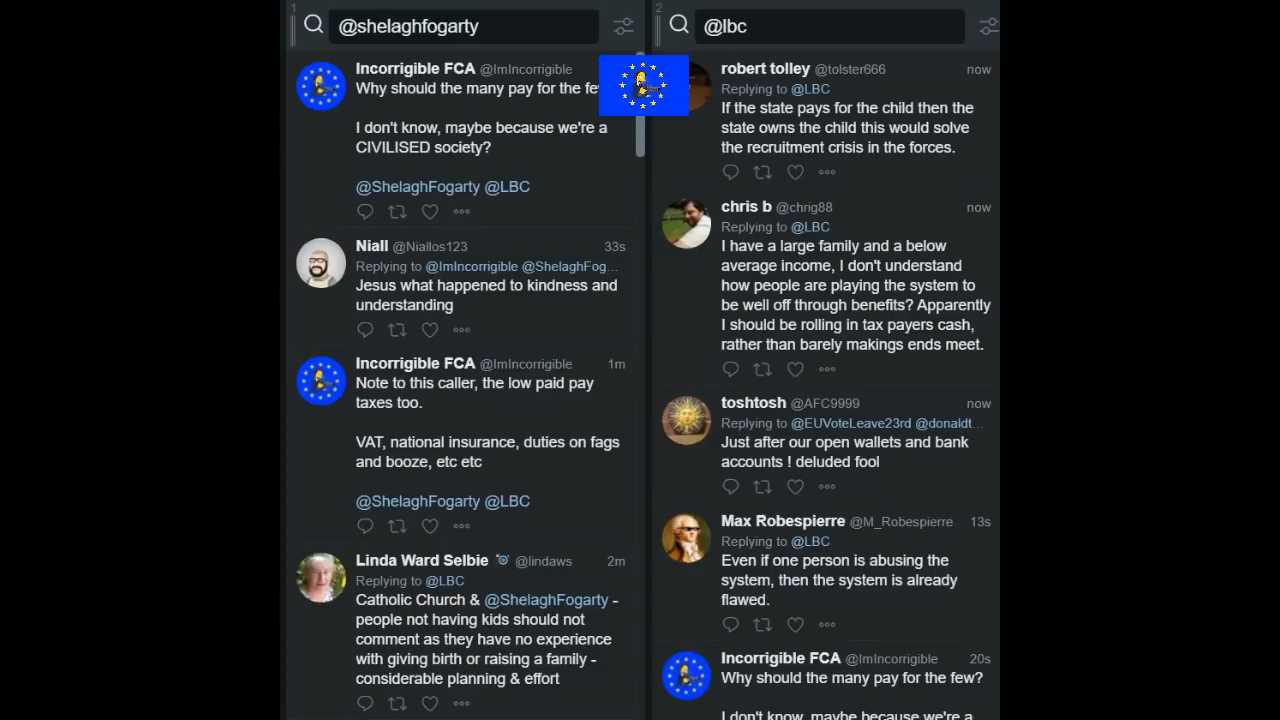 1
@shelaghfogarty
Incorrigible FCA @ImIncorrigible
Why should the many pay for the few
I don't know, maybe because we're a
CIVILISED society?
@ShelaghFogarty @LBC
Niall @Niallos123 33s
Replying to @ImIncorrigible @ShelaghFog...
Jesus what happened to kindness and
understanding
Incorrigible FCA @ImIncorrigible 1m
Note to this caller, the low paid pay
taxes too.
VAT, national insurance, duties on fags
and booze, etc etc
@ShelaghFogarty @LBC
Linda Ward Selbie @lindaws 2m
Replying to @LBC
Catholic Church & @ShelaghFogarty -
people not having kids should not
comment as they have no experience
with giving birth or raising a family -
considerable planning & effort
2
@lbc
robert tolley @tolster666 now
Replying to @LBC
If the state pays for the child then the
state owns the child this would solve
the recruitment crisis in the forces.
chris b @chrig88 now
Replying to @LBC
I have a large family and a below
average income, I don't understand
how people are playing the system to
be well off through benefits? Apparently
I should be rolling in tax payers cash,
rather than barely makings ends meet.
toshtosh @AFC9999 now
Replying to @EUVoteLeave23rd @donaldt...
Just after our open wallets and bank
accounts ! deluded fool
Max Robespierre @M_Robespierre 13s
Replying to @LBC
Even if one person is abusing the
system, then the system is already
flawed.
Incorrigible FCA @ImIncorrigible 20s
Why should the many pay for the few?
I don't know, maybe because we're a